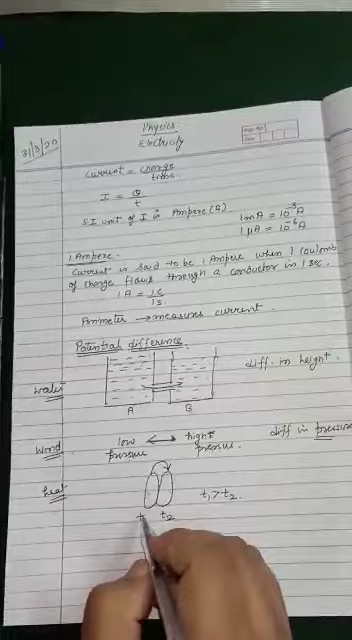 31/3/20
Physics.
Electricity
Current = charge/time.
I = Q/t
SI unit of I is Ampere (A).
1mA = 10⁻³A
1μA = 10⁻⁶A
1 Ampere -
Current is said to be 1 Ampere when 1 coulomb
of charge flows through a conductor in 1 sec.
1A = 1C/1s.
Ammeter → measures current.
Potential difference.
water
A B
diff. in height.
wind
low pressure ↔ high pressure.
diff in pressure
heat
t₁ > t₂.
t t₂